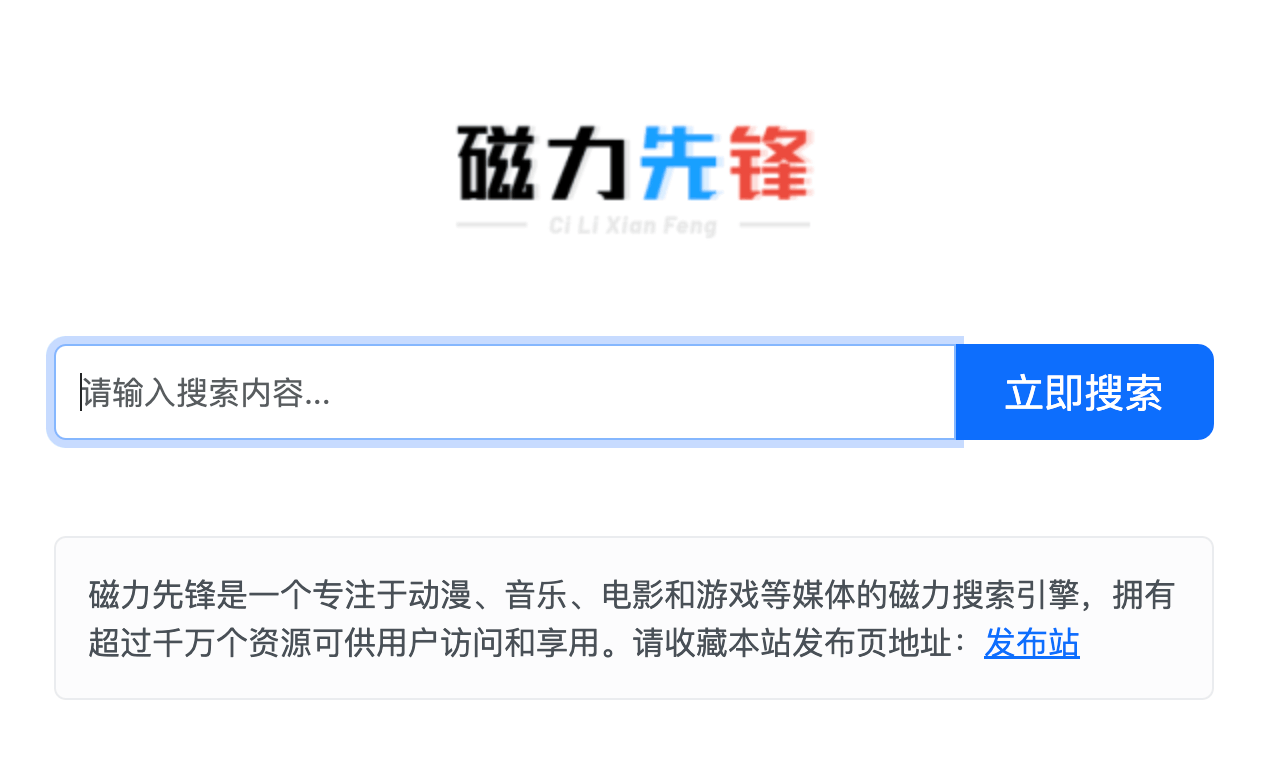 磁力先锋
Ci Li Xian Feng
请输入搜索内容...
立即搜索
磁力先锋是一个专注于动漫、音乐、电影和游戏等媒体的磁力搜索引擎，拥有
超过千万个资源可供用户访问和享用。请收藏本站发布页地址：发布站